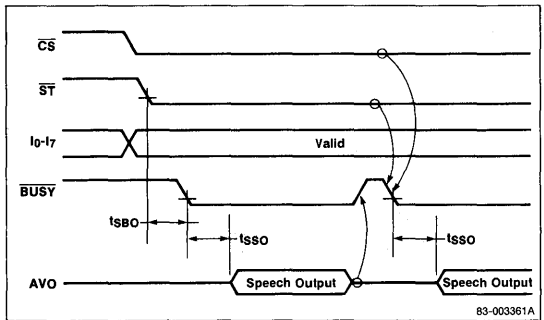 CS
ST
I0-I7
Valid
BUSY
tSBO
tSSO
tSSO
AVO
Speech Output
Speech Output
83-003361A